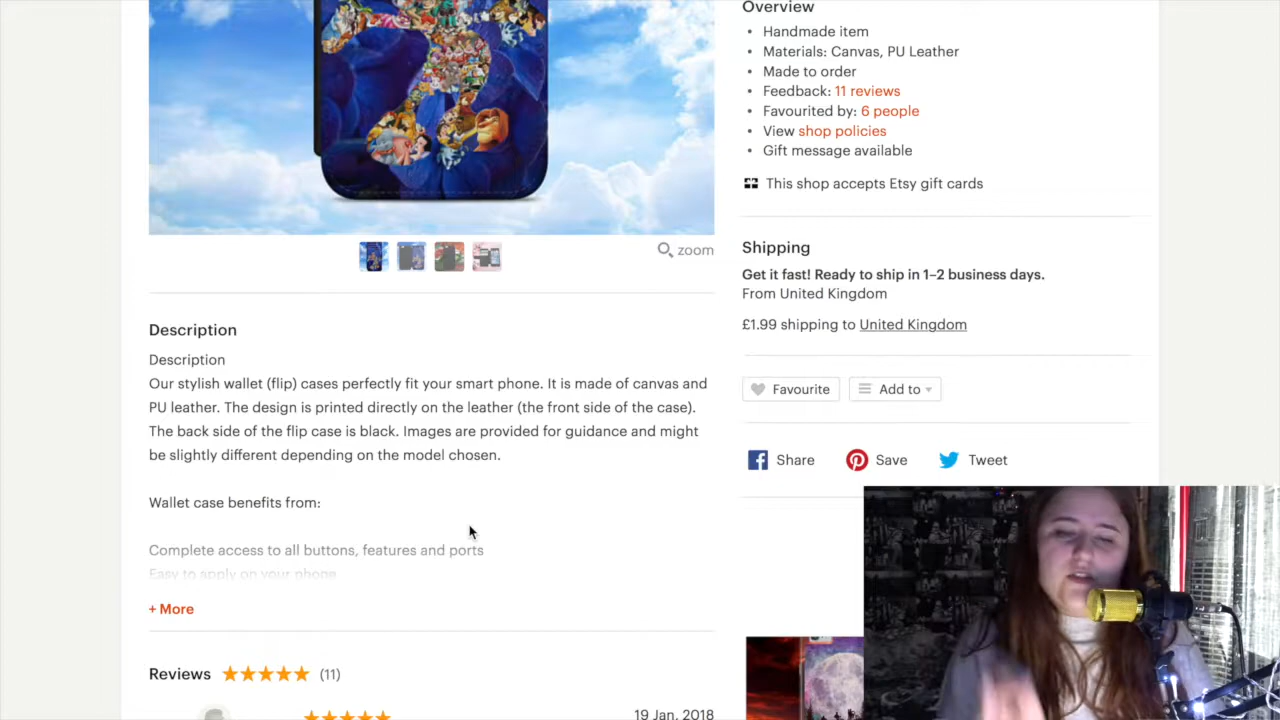 Overview
• Handmade item
• Materials: Canvas, PU Leather
• Made to order
• Feedback: 11 reviews
• Favourited by: 6 people
• View shop policies
• Gift message available
This shop accepts Etsy gift cards
zoom
Shipping
Get it fast! Ready to ship in 1–2 business days.
From United Kingdom
£1.99 shipping to United Kingdom
Favourite
Add to
Share
Save
Tweet
Description
Description
Our stylish wallet (flip) cases perfectly fit your smart phone. It is made of canvas and
PU leather. The design is printed directly on the leather (the front side of the case).
The back side of the flip case is black. Images are provided for guidance and might
be slightly different depending on the model chosen.
Wallet case benefits from:
Complete access to all buttons, features and ports
Easy to apply on your phone
+ More
Reviews (11)
19 Jan, 2018